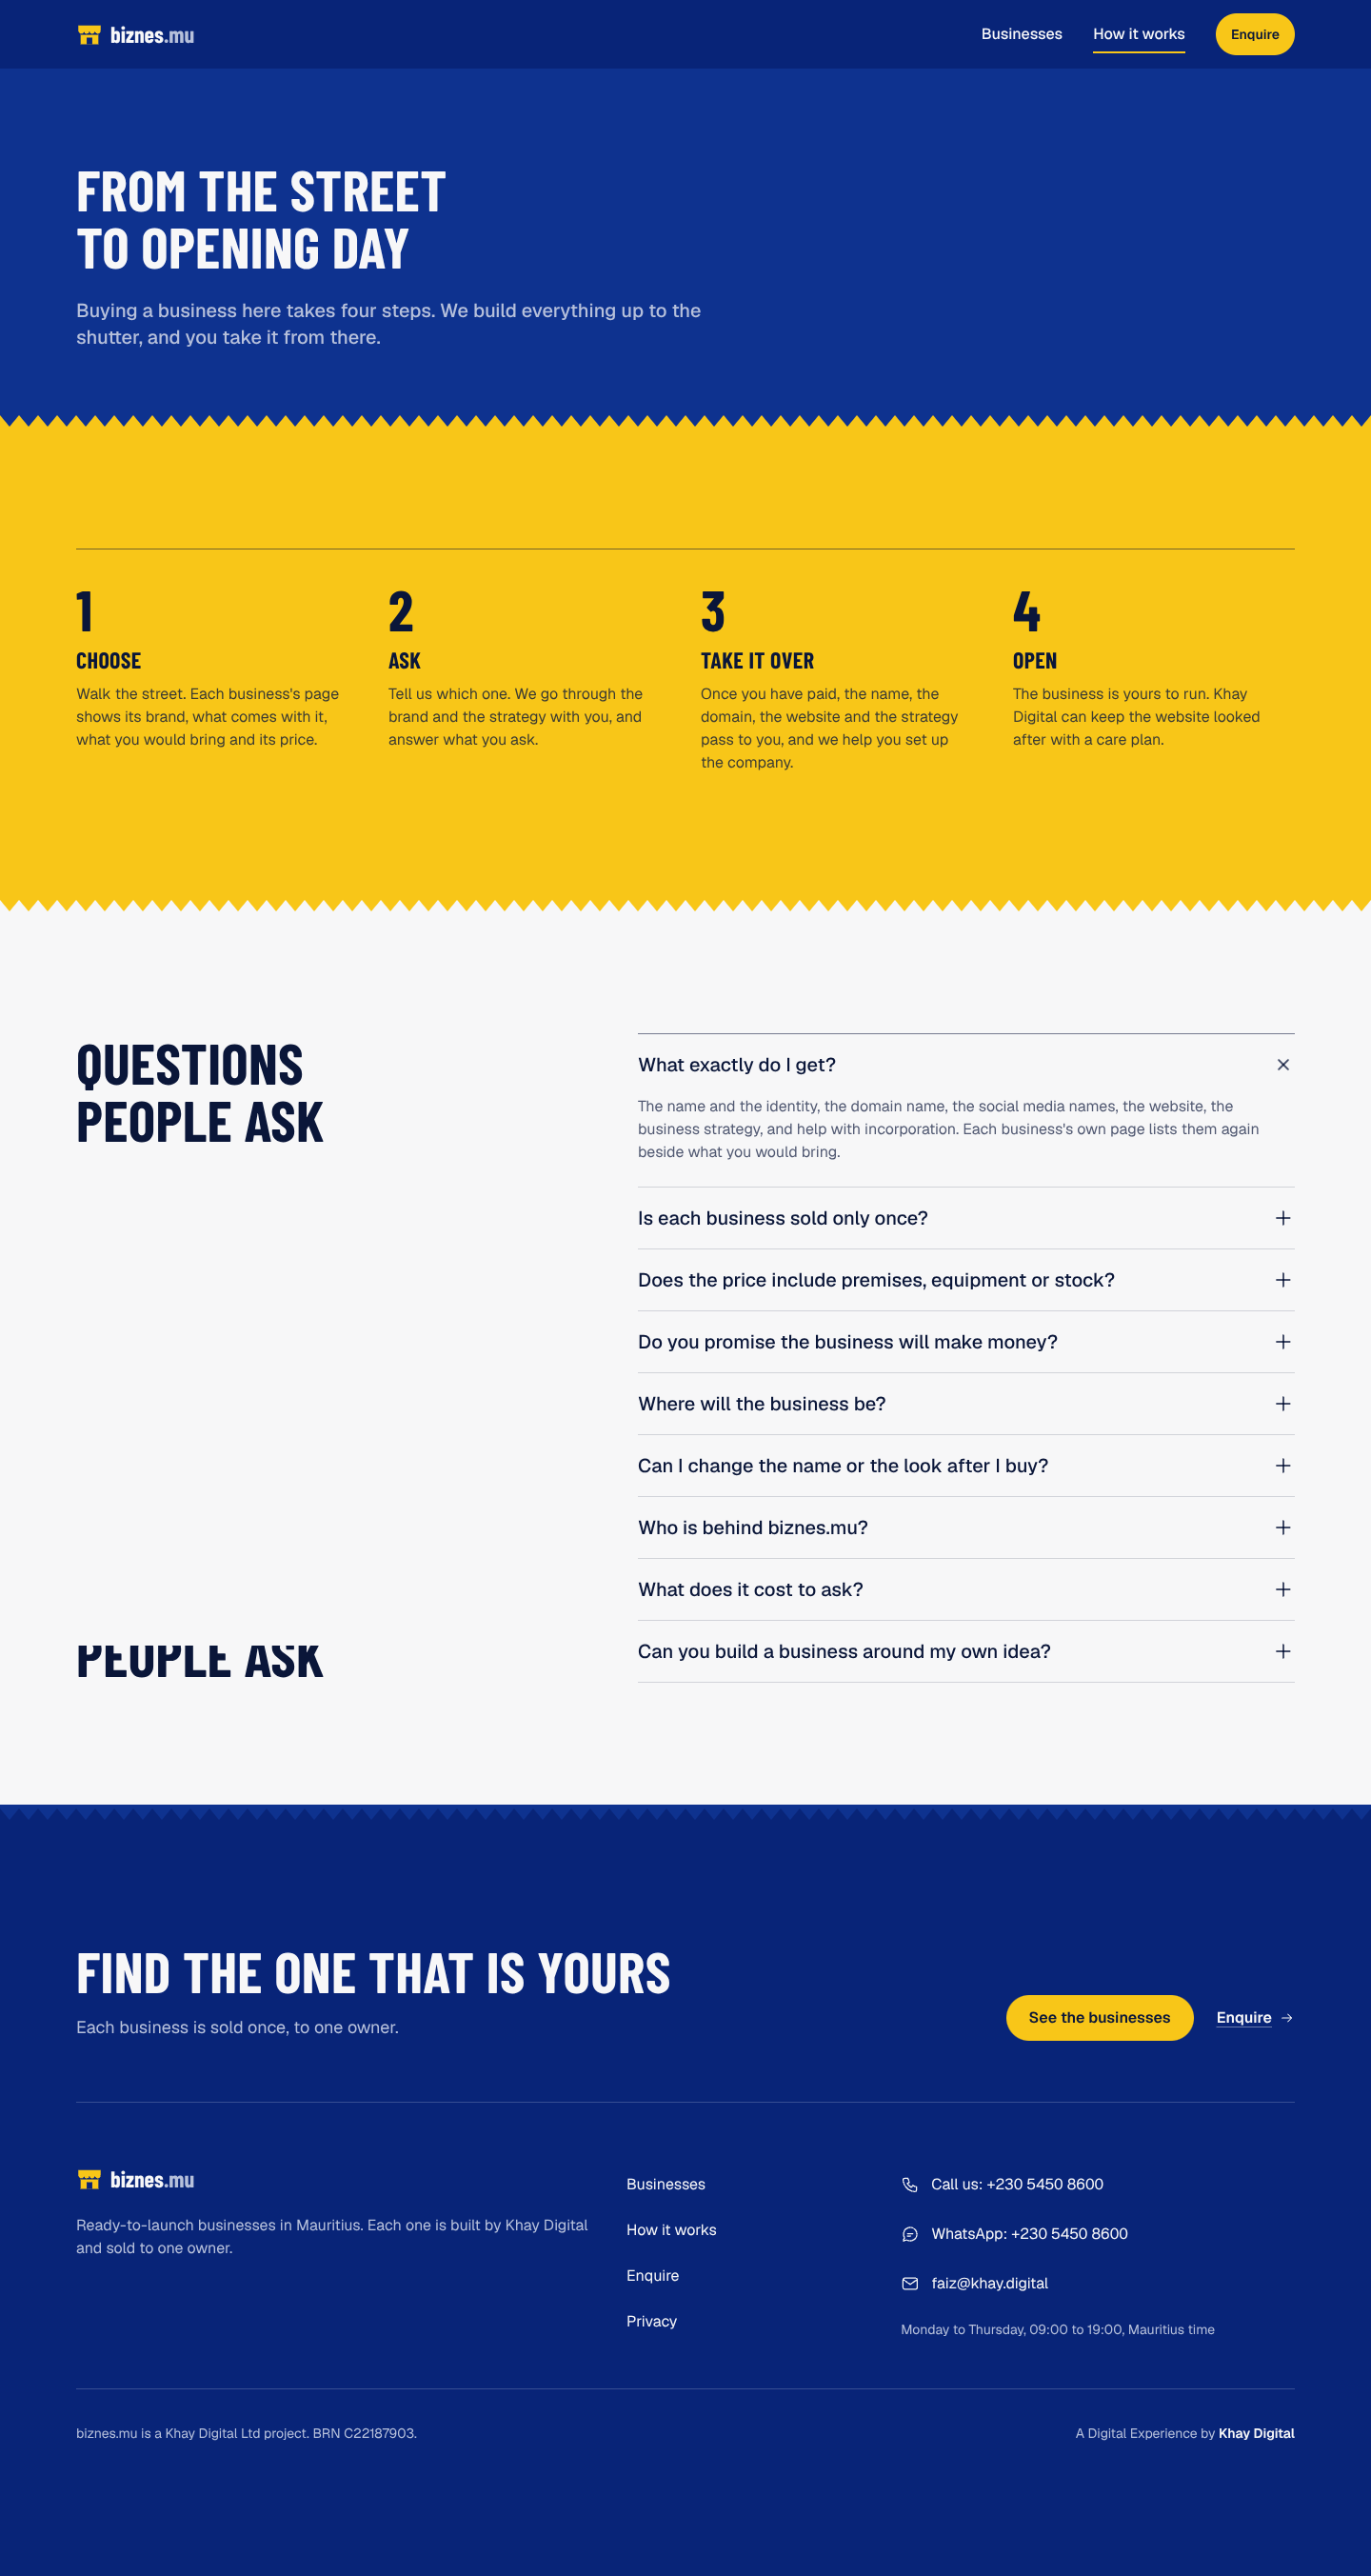 biznes.mu
Businesses
How it works
Enquire
FROM THE STREET
TO OPENING DAY
Buying a business here takes four steps. We build everything up to the
shutter, and you take it from there.
1
CHOOSE
Walk the street. Each business's page
shows its brand, what comes with it,
what you would bring and its price.
2
ASK
Tell us which one. We go through the
brand and the strategy with you, and
answer what you ask.
3
TAKE IT OVER
Once you have paid, the name, the
domain, the website and the strategy
pass to you, and we help you set up
the company.
4
OPEN
The business is yours to run. Khay
Digital can keep the website looked
after with a care plan.
QUESTIONS
PEOPLE ASK
What exactly do I get?
The name and the identity, the domain name, the social media names, the website, the
business strategy, and help with incorporation. Each business's own page lists them again
beside what you would bring.
Is each business sold only once?
Does the price include premises, equipment or stock?
Do you promise the business will make money?
Where will the business be?
Can I change the name or the look after I buy?
Who is behind biznes.mu?
What does it cost to ask?
PEOPLE ASK
Can you build a business around my own idea?
FIND THE ONE THAT IS YOURS
Each business is sold once, to one owner.
See the businesses
Enquire
biznes.mu
Ready-to-launch businesses in Mauritius. Each one is built by Khay Digital
and sold to one owner.
Businesses
How it works
Enquire
Privacy
Call us: +230 5450 8600
WhatsApp: +230 5450 8600
faiz@khay.digital
Monday to Thursday, 09:00 to 19:00, Mauritius time
biznes.mu is a Khay Digital Ltd project. BRN C22187903.
A Digital Experience by Khay Digital